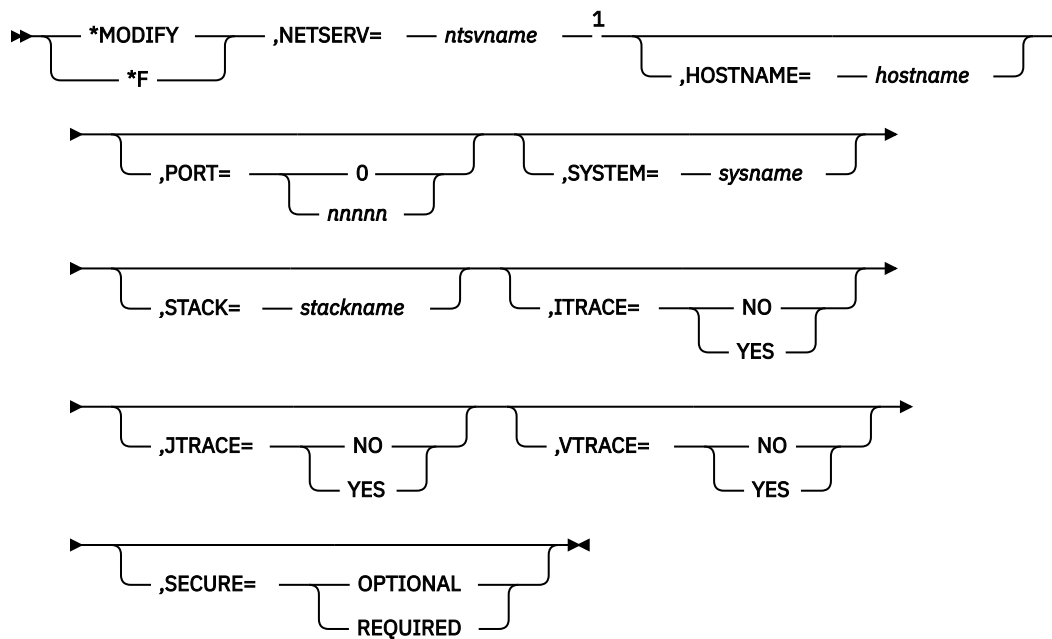 *MODIFY ,NETSERV= ntsvname 1
*F ,HOSTNAME= hostname
,PORT= 0 ,SYSTEM= sysname
nnnnn
,STACK= stackname ,ITRACE= NO
YES
,JTRACE= NO ,VTRACE= NO
YES YES
,SECURE= OPTIONAL
REQUIRED